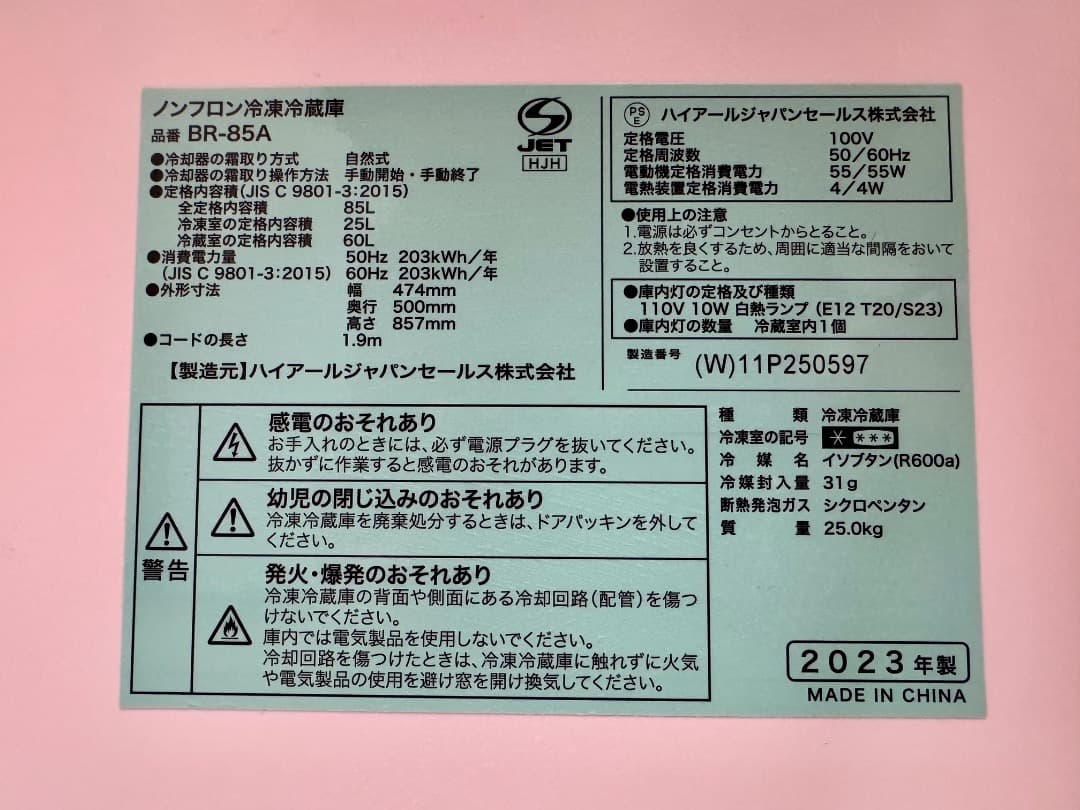 ノンフロン冷凍冷蔵庫
品番 BR-85A
●冷却器の霜取り方式 自然式
●冷却器の霜取り操作方法 手動開始・手動終了
●定格内容積(JIS C 9801-3:2015)
全定格内容積 85L
冷凍室の定格内容積 25L
冷蔵室の定格内容積 60L
●消費電力量 50Hz 203kWh/年
(JIS C 9801-3:2015) 60Hz 203kWh/年
●外形寸法 幅 474mm
奥行 500mm
高さ 857mm
●コードの長さ 1.9m
【製造元】ハイアールジャパンセールス株式会社
JET
HJH
PS
E
ハイアールジャパンセールス株式会社
定格電圧 100V
定格周波数 50/60Hz
電動機定格消費電力 55/55W
電熱装置定格消費電力 4/4W
●使用上の注意
1.電源は必ずコンセントからとること。
2.放熱を良くするため、周囲に適当な間隔をおいて
設置すること。
●庫内灯の定格及び種類
110V 10W 白熱ランプ (E12 T20/S23)
●庫内灯の数量 冷蔵室内1個
製造番号 (W)11P250597
警告
感電のおそれあり
お手入れのときには、必ず電源プラグを抜いてください。
抜かずに作業すると感電のおそれがあります。
幼児の閉じ込みのおそれあり
冷凍冷蔵庫を廃棄処分するときは、ドアパッキンを外して
ください。
発火・爆発のおそれあり
冷凍冷蔵庫の背面や側面にある冷却回路(配管)を傷つ
けないでください。
庫内では電気製品を使用しないでください。
冷却回路を傷つけたときは、冷凍冷蔵庫に触れずに火気
や電気製品の使用を避け窓を開け換気してください。
種類 冷凍冷蔵庫
冷凍室の記号 * ***
冷媒名 イソブタン(R600a)
冷媒封入量 31g
断熱発泡ガス シクロペンタン
質量 25.0kg
2023年製
MADE IN CHINA